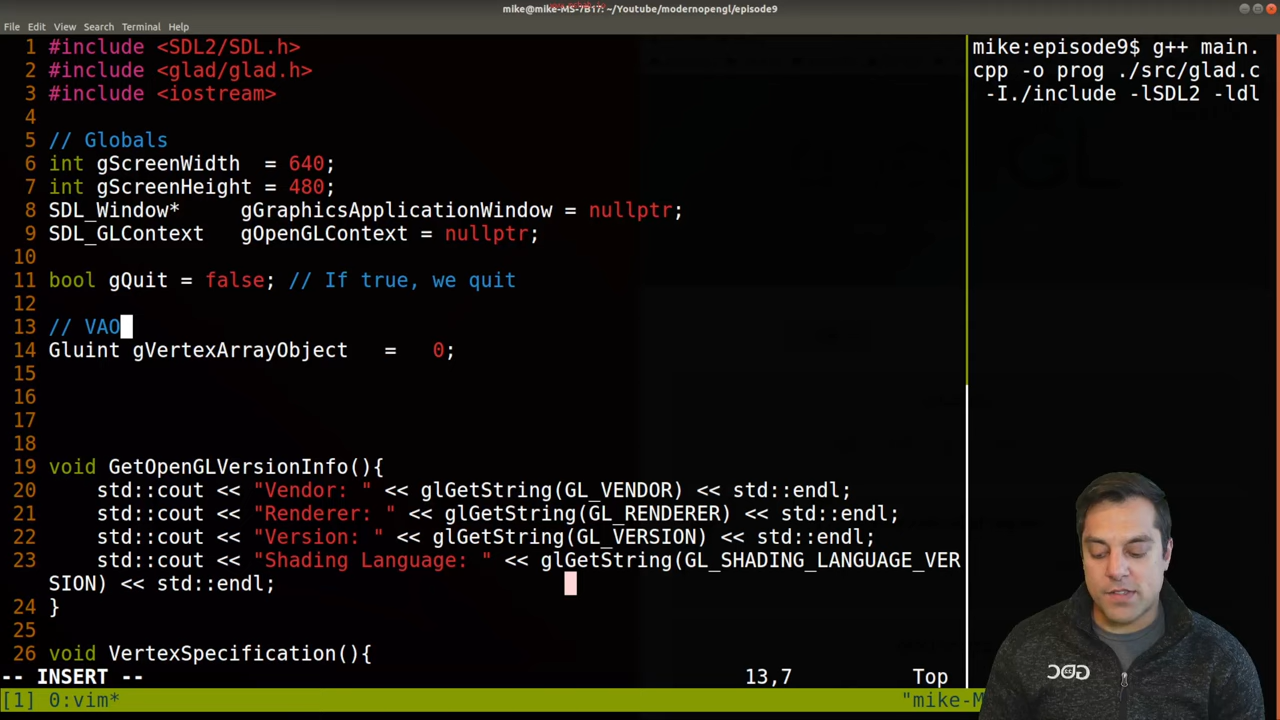 mike@mike-MS-7B17: ~/Youtube/modernopengl/episode9
File Edit View Search Terminal Help
1 #include <SDL2/SDL.h>
2 #include <glad/glad.h>
3 #include <iostream>
4
5 // Globals
6 int gScreenWidth  = 640;
7 int gScreenHeight = 480;
8 SDL_Window*     gGraphicsApplicationWindow = nullptr;
9 SDL_GLContext   gOpenGLContext = nullptr;
10
11 bool gQuit = false; // If true, we quit
12
13 // VAO
14 Gluint gVertexArrayObject   =   0;
15
16
17
18
19 void GetOpenGLVersionInfo(){
20     std::cout << "Vendor: " << glGetString(GL_VENDOR) << std::endl;
21     std::cout << "Renderer: " << glGetString(GL_RENDERER) << std::endl;
22     std::cout << "Version: " << glGetString(GL_VERSION) << std::endl;
23     std::cout << "Shading Language: " << glGetString(GL_SHADING_LANGUAGE_VER
SION) << std::endl;
24 }
25
26 void VertexSpecification(){
-- INSERT -- 13,7 Top
[1] 0:vim* "mike-M
mike:episode9$ g++ main.
cpp -o prog ./src/glad.c
-I./include -lSDL2 -ldl
GDC